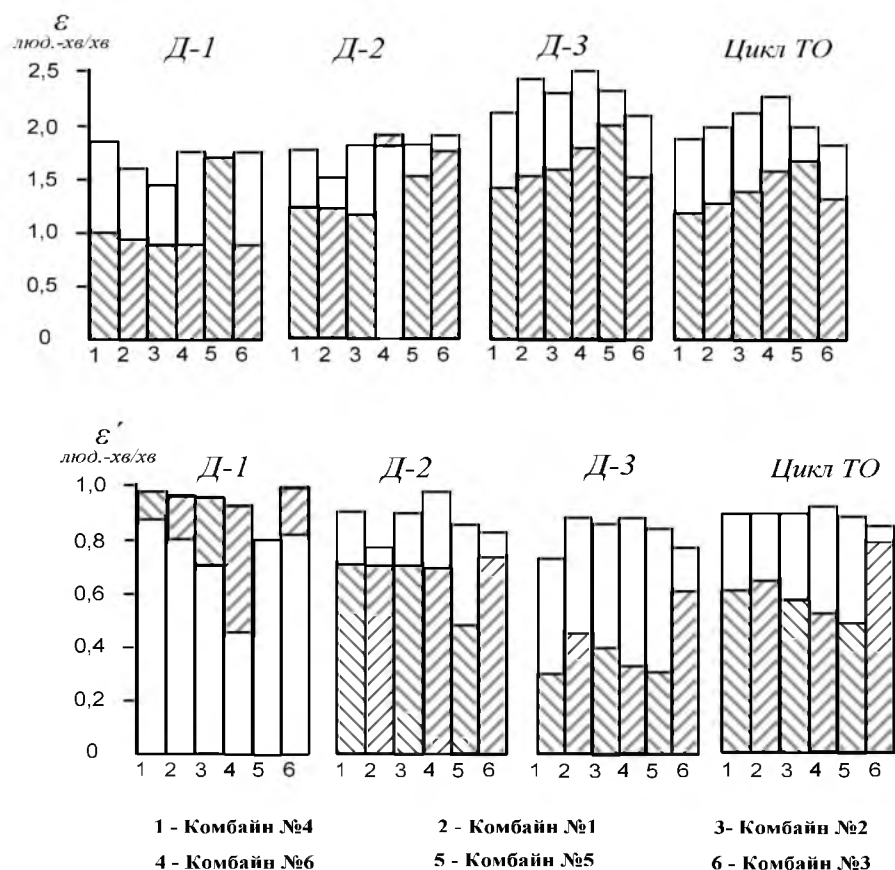 ε
люд.-хв/хв
Д-1
Д-2
Д-3
Цикл ТО
2,5
2,0
1,5
1,0
0,5
0
1 2 3 4 5 6
1 2 3 4 5 6
1 2 3 4 5 6
1 2 3 4 5 6
ε´
люд.-хв/хв
Д-1
Д-2
Д-3
Цикл ТО
1,0
0,8
0,6
0,4
0,2
0
1 2 3 4 5 6
1 2 3 4 5 6
1 2 3 4 5 6
1 2 3 4 5 6
1 - Комбайн №4 2 - Комбайн №1 3- Комбайн №2
4 - Комбайн №6 5 - Комбайн №5 6 - Комбайн №3